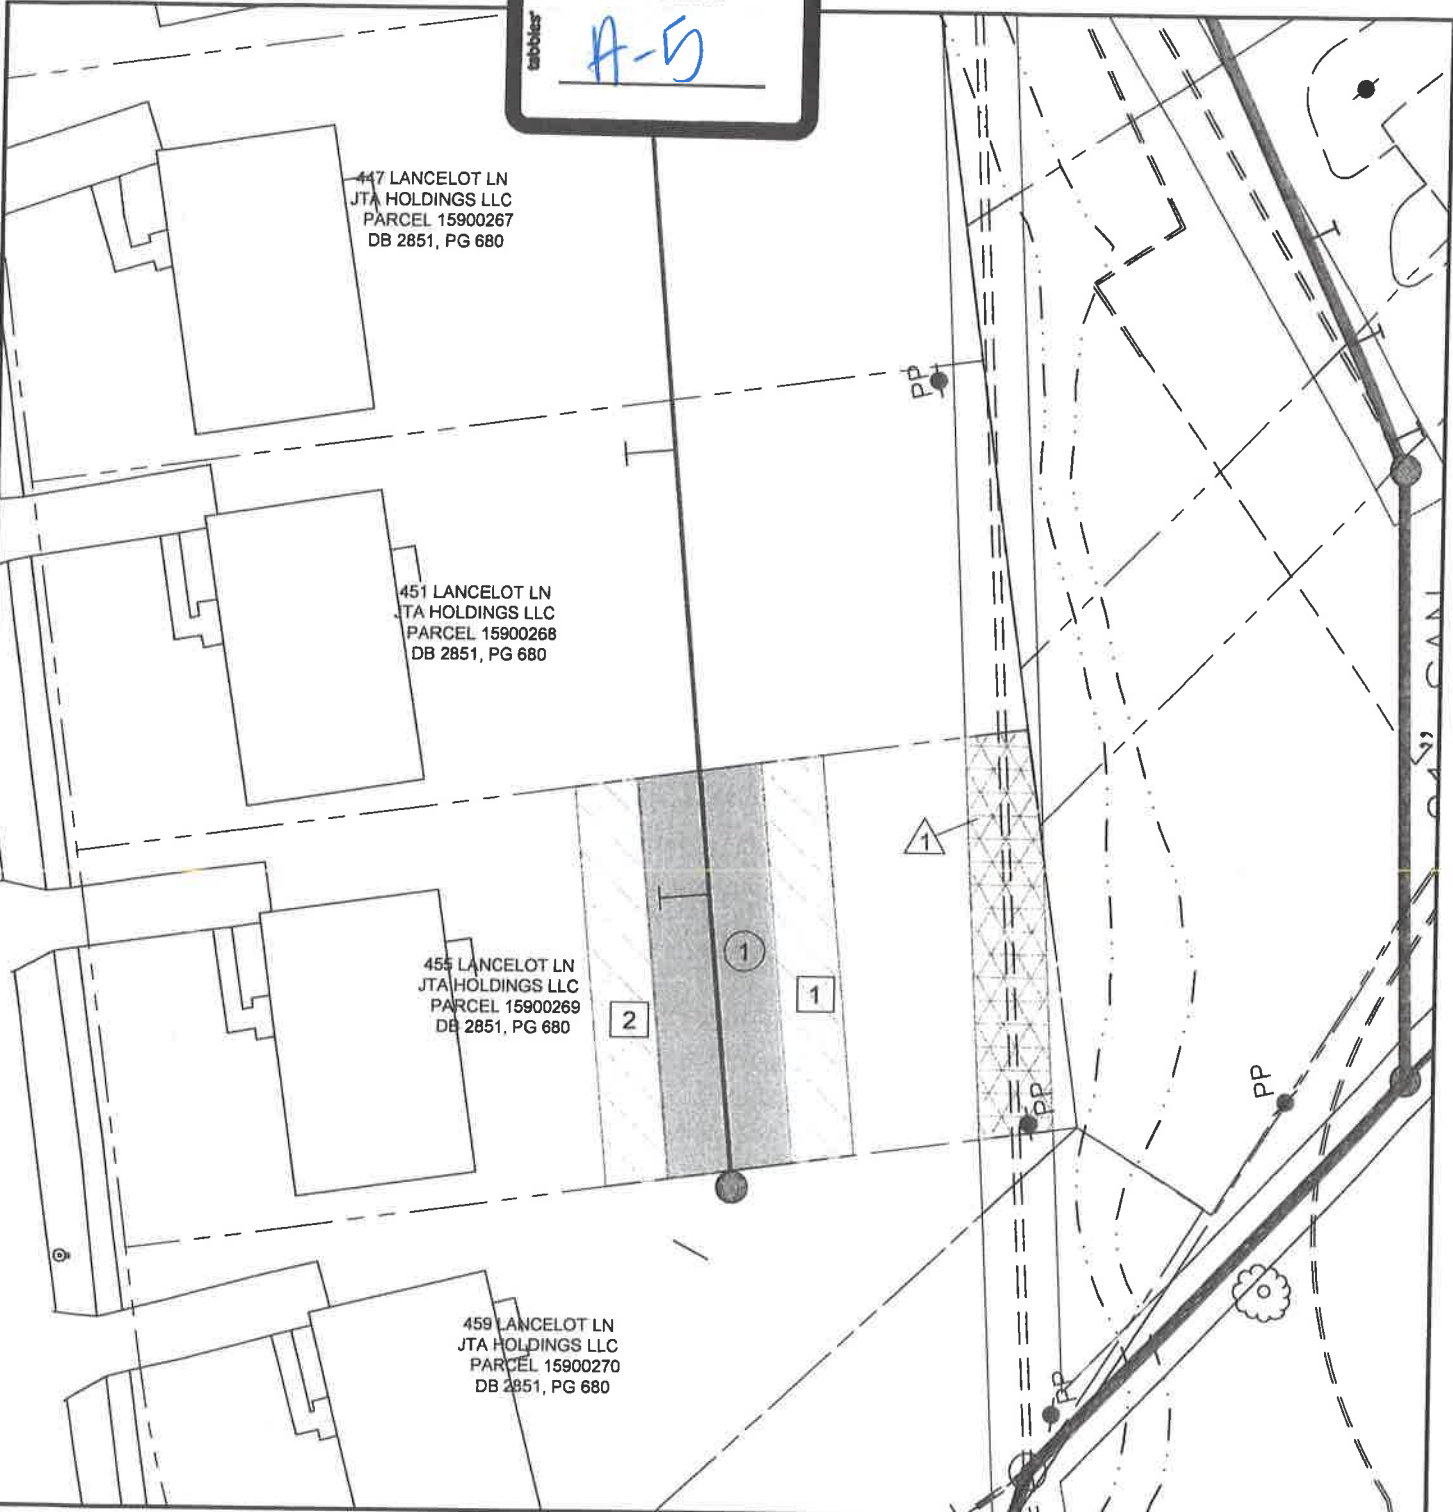 tabbies®
A-5
447 LANCELOT LN
JTA HOLDINGS LLC
PARCEL 15900267
DB 2851, PG 680
PP
451 LANCELOT LN
JTA HOLDINGS LLC
PARCEL 15900268
DB 2851, PG 680
1
455 LANCELOT LN
JTA HOLDINGS LLC
PARCEL 15900269
DB 2851, PG 680
1
1
2
PP
PP
459 LANCELOT LN
JTA HOLDINGS LLC
PARCEL 15900270
DB 2851, PG 680
PP